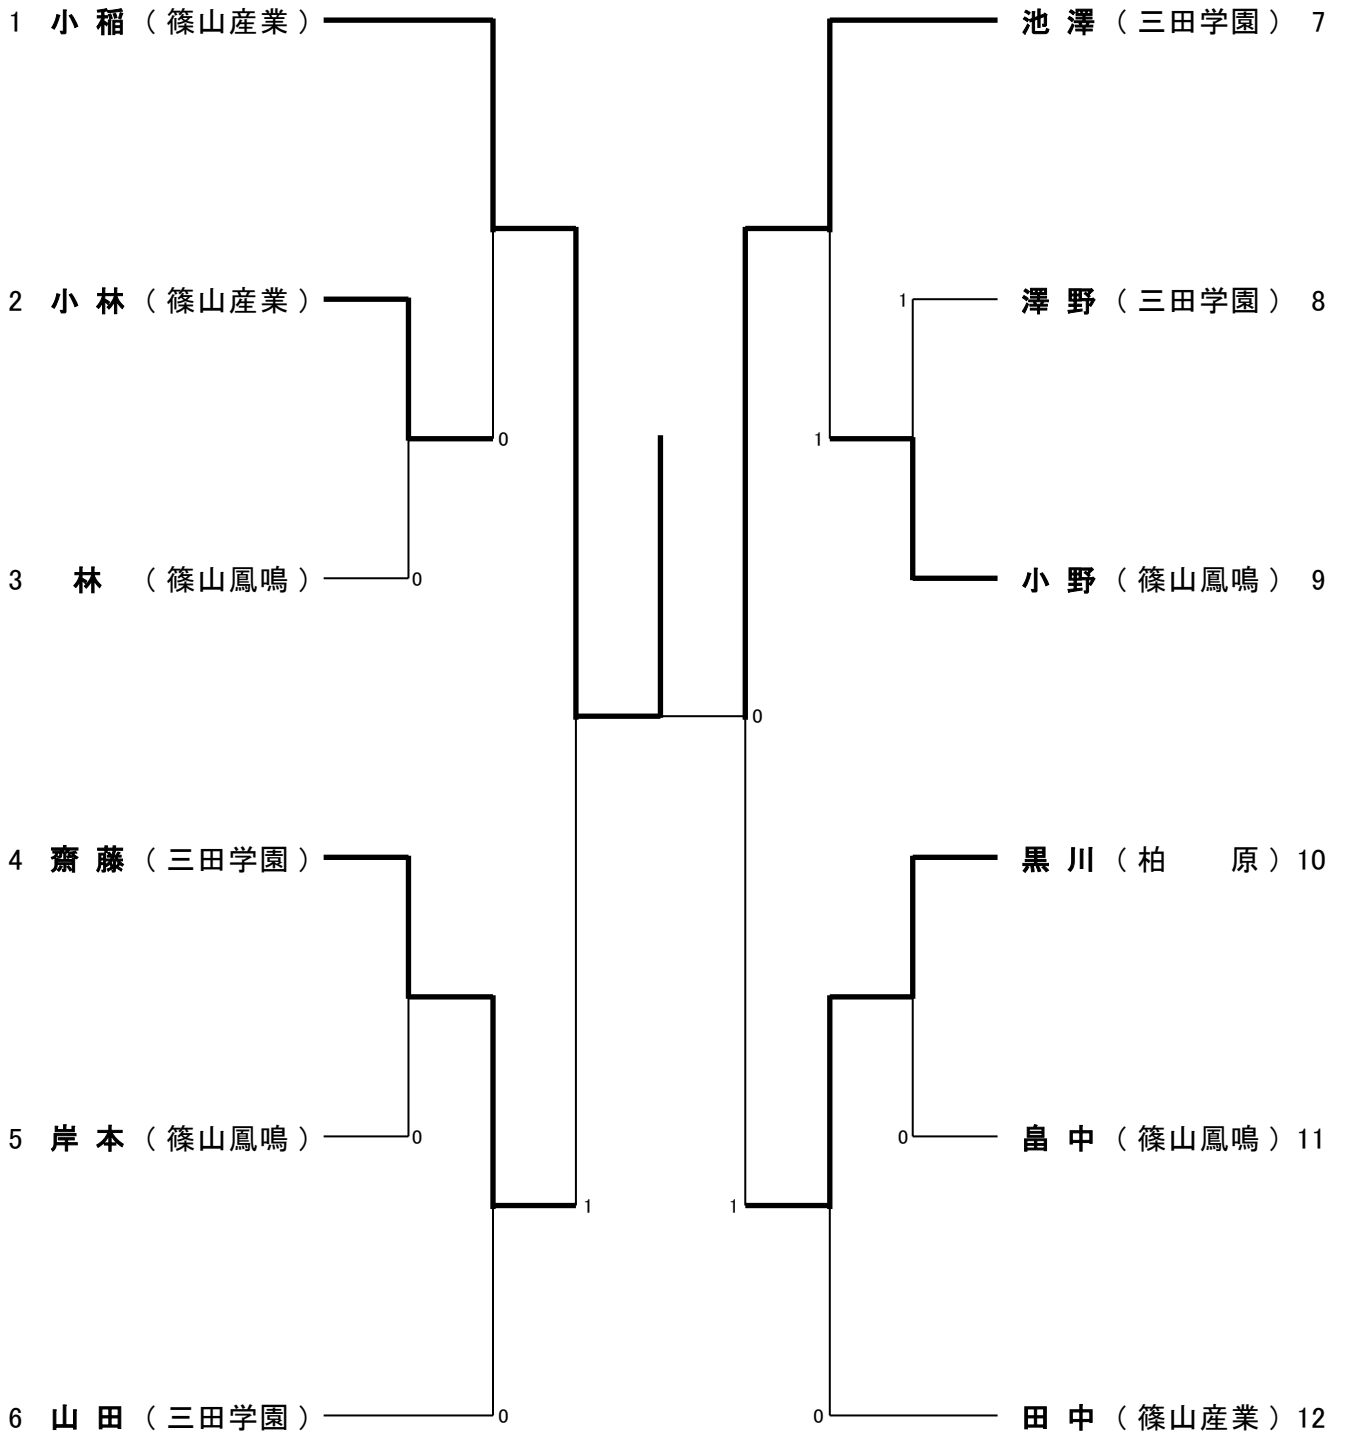 1 小 稲 （ 篠山産業 ）
池 澤 （ 三田学園 ） 7
2 小 林 （ 篠山産業 ）
1
澤 野 （ 三田学園 ） 8
0
1
3 林 （ 篠山鳳鳴 ）
0
小 野 （ 篠山鳳鳴 ） 9
0
4 齋 藤 （ 三田学園 ）
黒 川 （ 柏 原 ） 10
5 岸 本 （ 篠山鳳鳴 ）
0
0
畠 中 （ 篠山鳳鳴 ） 11
1
1
6 山 田 （ 三田学園 ）
0
0
田 中 （ 篠山産業 ） 12